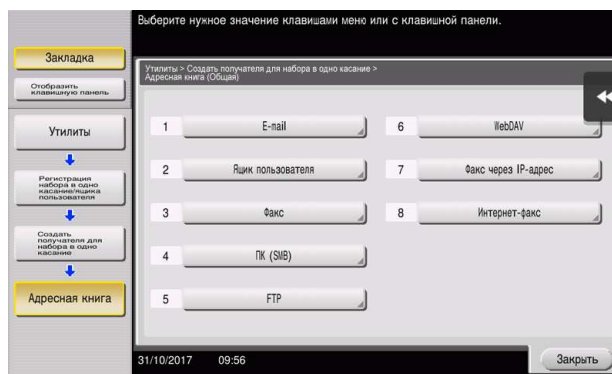 Выберите нужное значение клавишами меню или с клавишной панели.
Закладка
Отобразить
клавишную панель
Утилиты
Регистрация
набора в одно
касание/ящика
пользователя
Создать
получателя для
набора в одно
касание
Адресная книга
Утилиты > Создать получателя для набора в одно касание >
Адресная книга (Общая)
1 E-mail
6 WebDAV
2 Ящик пользователя
7 Факс через IP-адрес
3 Факс
8 Интернет-факс
4 ПК (SMB)
5 FTP
31/10/2017 09:56
Закрыть